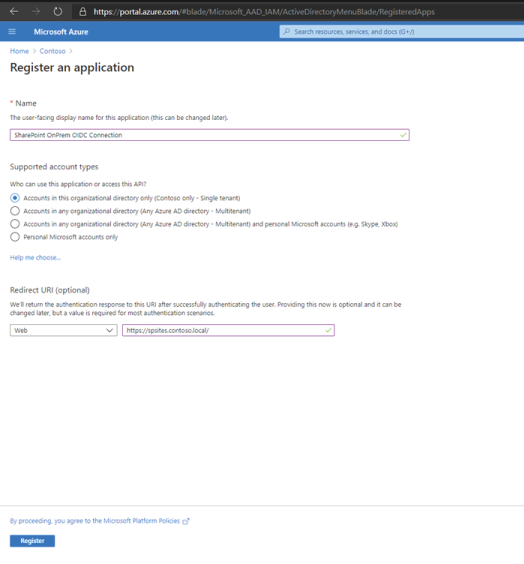 https://portal.azure.com/#blade/Microsoft_AAD_IAM/ActiveDirectoryMenuBlade/RegisteredApps
Microsoft Azure
Search resources, services, and docs (G+/)
Home > Contoso >
Register an application
* Name
The user-facing display name for this application (this can be changed later).
SharePoint OnPrem OIDC Connection
Supported account types
Who can use this application or access this API?
Accounts in this organizational directory only (Contoso only - Single tenant)
Accounts in any organizational directory (Any Azure AD directory - Multitenant)
Accounts in any organizational directory (Any Azure AD directory - Multitenant) and personal Microsoft accounts (e.g. Skype, Xbox)
Personal Microsoft accounts only
Help me choose...
Redirect URI (optional)
We'll return the authentication response to this URI after successfully authenticating the user. Providing this now is optional and it can be
changed later, but a value is required for most authentication scenarios.
Web
https://spsites.contoso.local/
By proceeding, you agree to the Microsoft Platform Policies
Register